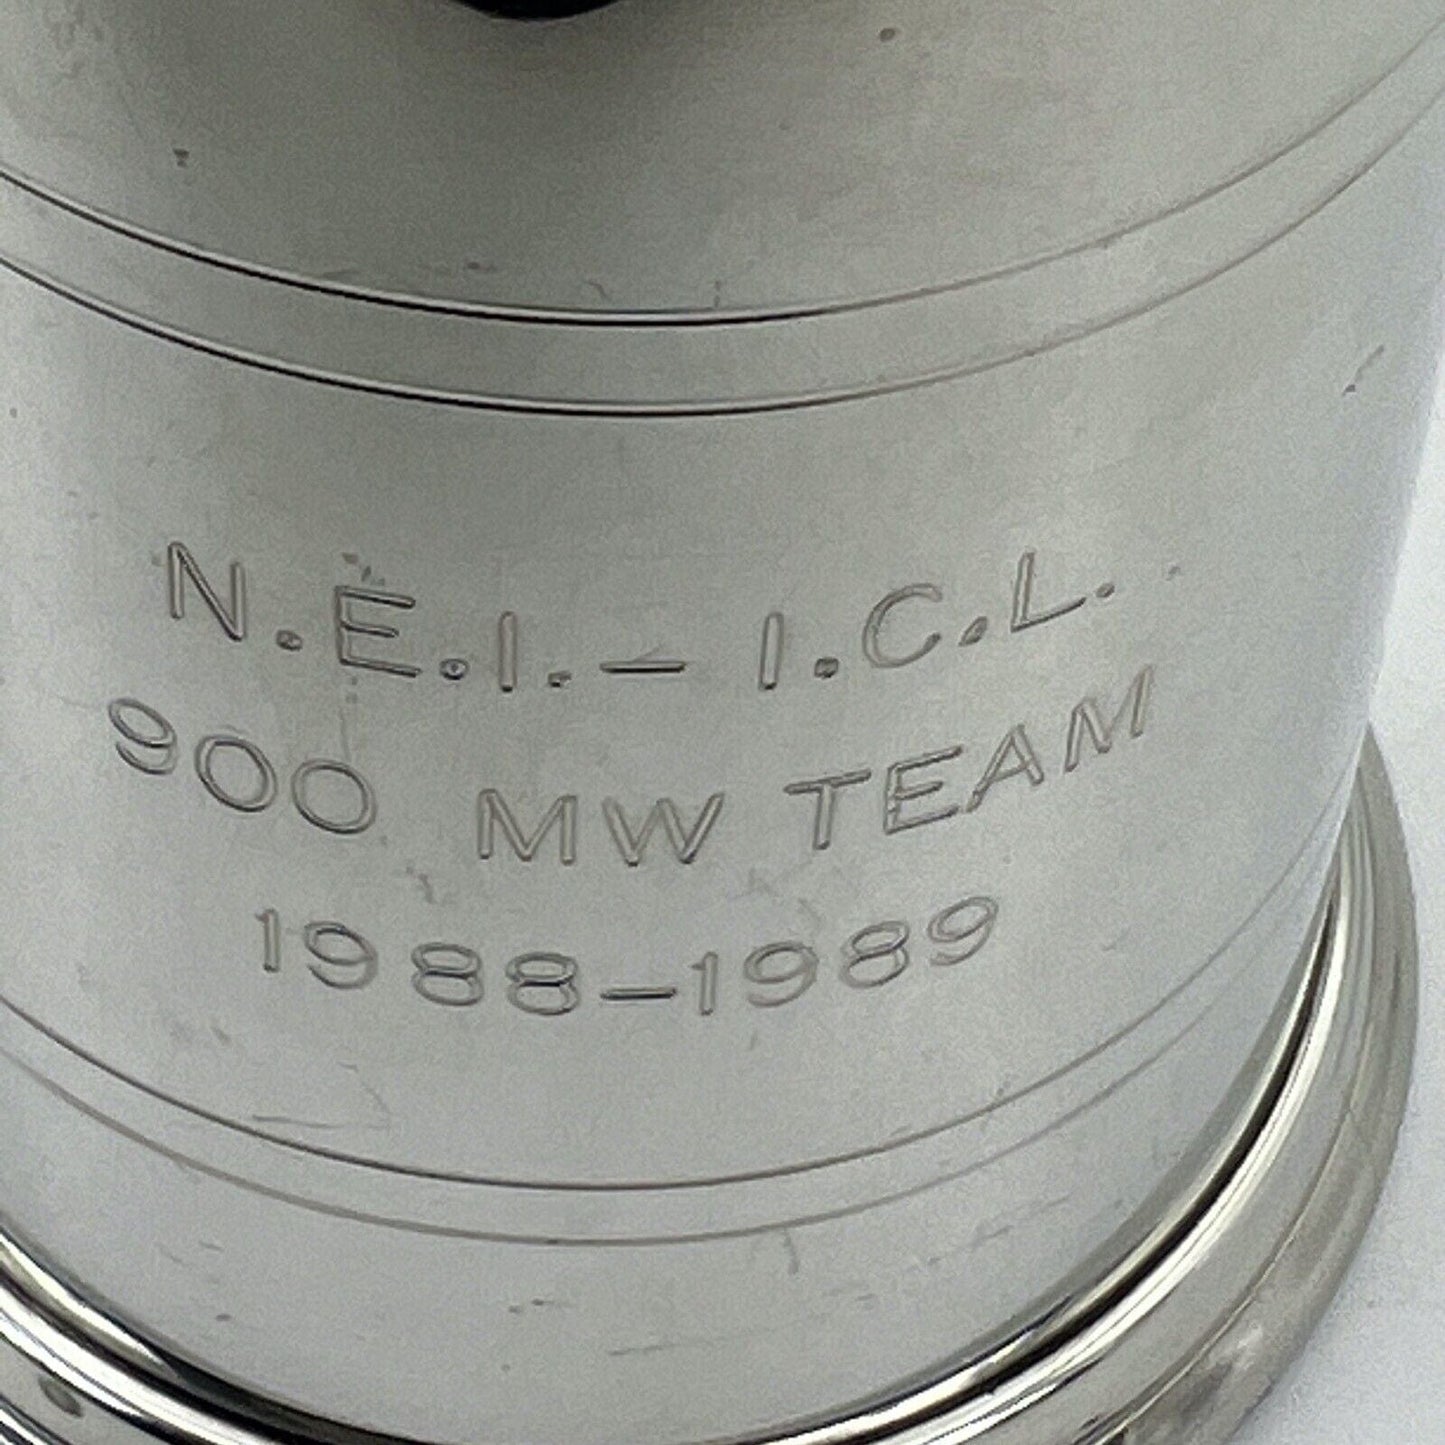 N.E.I. – I.C.L.
900 MW TEAM
1988–1989